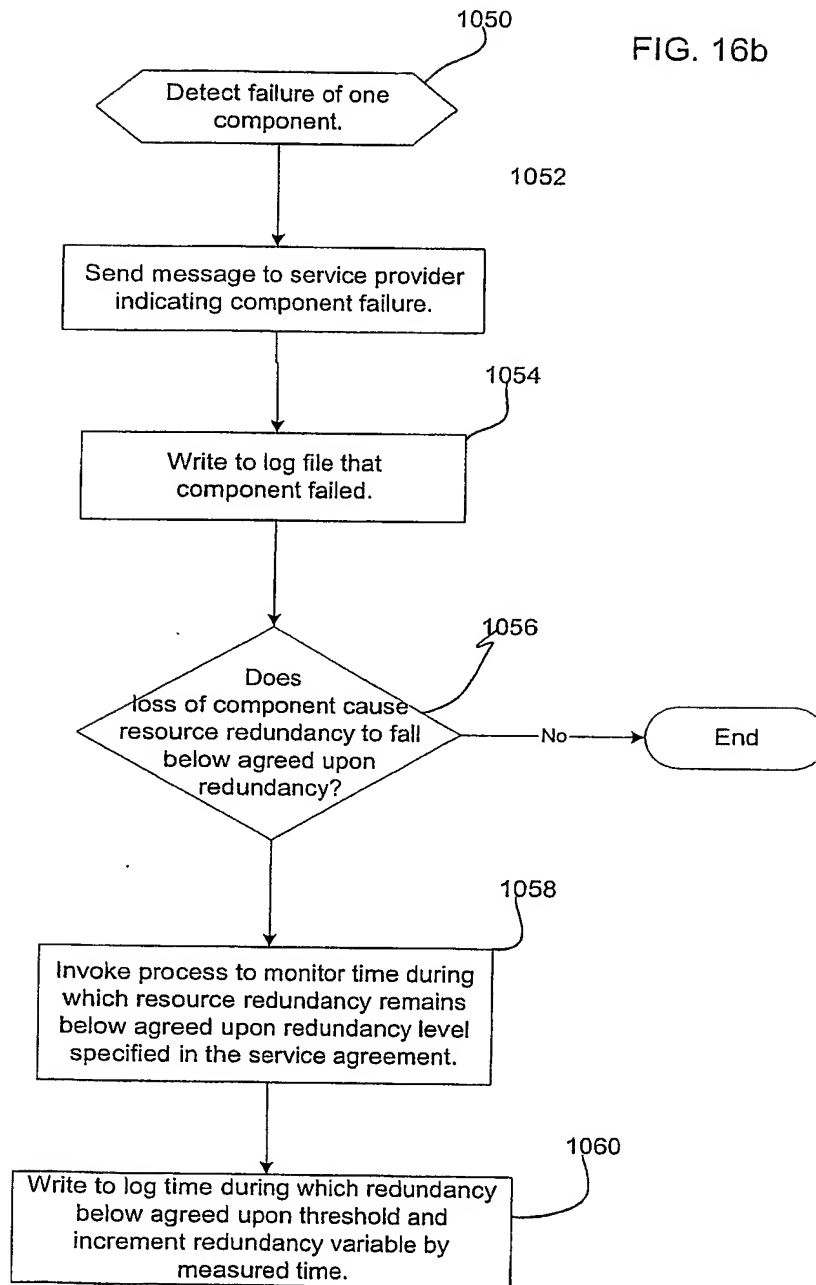 1050
FIG. 16b
Detect failure of one
component.
1052
Send message to service provider
indicating component failure.
1054
Write to log file that
component failed.
1056
Does
loss of component cause
resource redundancy to fall
below agreed upon
redundancy?
No
End
1058
Invoke process to monitor time during
which resource redundancy remains
below agreed upon redundancy level
specified in the service agreement.
1060
Write to log time during which redundancy
below agreed upon threshold and
increment redundancy variable by
measured time.